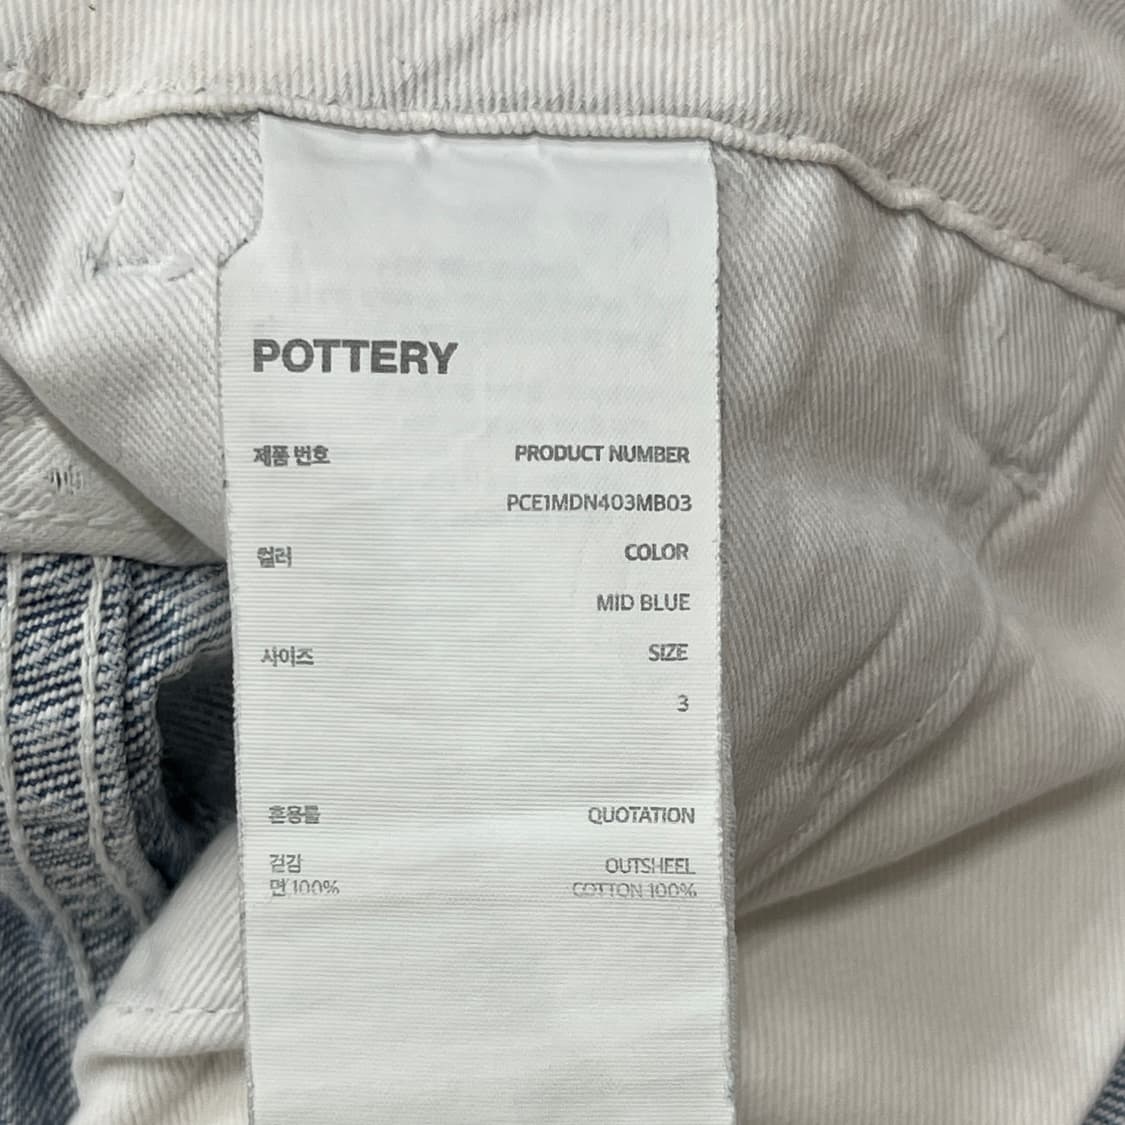 POTTERY
제품 번호 PRODUCT NUMBER
PCE1MDN403MB03
컬러 COLOR
MID BLUE
사이즈 SIZE
3
혼용률 QUOTATION
겉감 OUTSHEEL
면 100% COTTON 100%